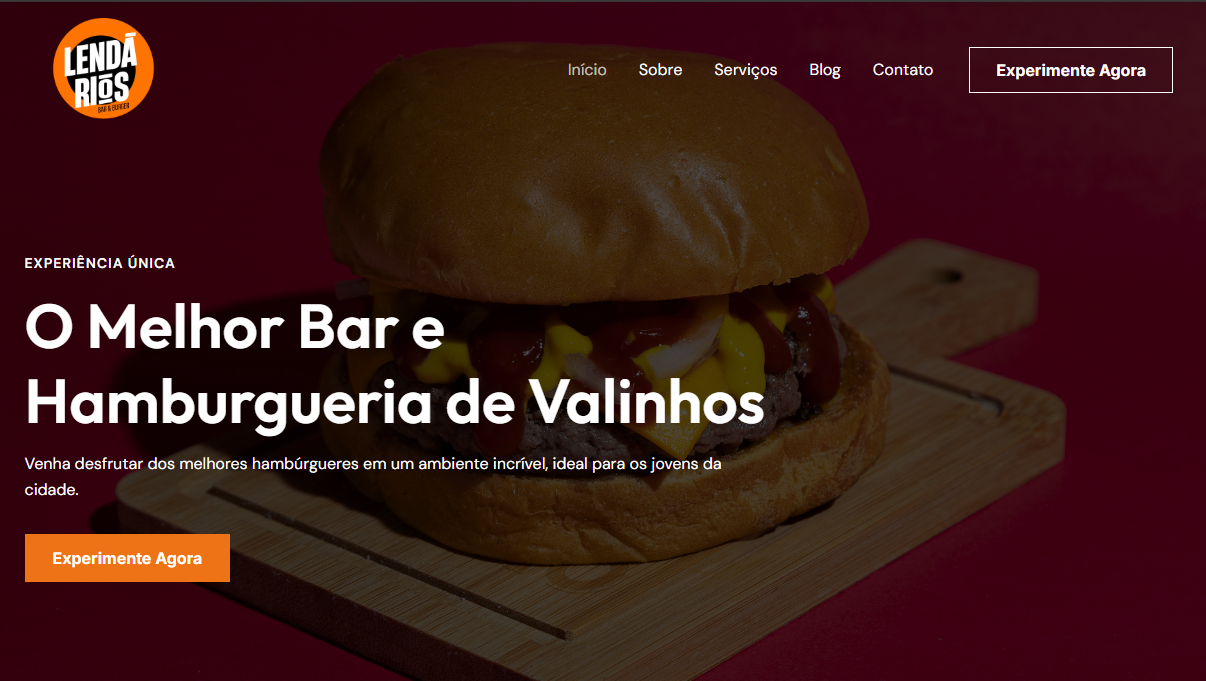 LENDÁ
RIOS
BAR & BURGER
Início
Sobre
Serviços
Blog
Contato
Experimente Agora
EXPERIÊNCIA ÚNICA
O Melhor Bar e
Hamburgueria de Valinhos
Venha desfrutar dos melhores hambúrgueres em um ambiente incrível, ideal para os jovens da
cidade.
Experimente Agora